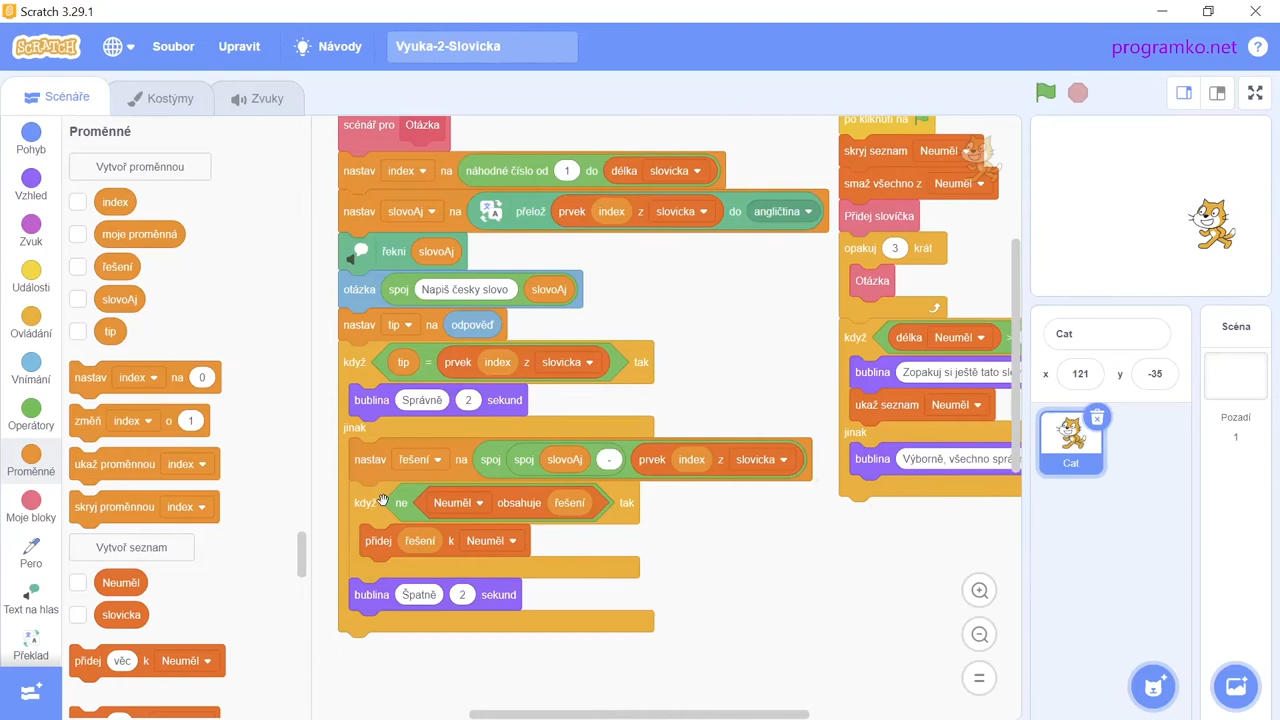 Scratch 3.29.1
SCRATCH
Soubor
Upravit
Návody
Vyuka-2-Slovicka
programko.net
?
Scénáře
Kostýmy
Zvuky
Pohyb
Vzhled
Zvuk
Události
Ovládání
Vnímání
Operátory
Proměnné
Moje bloky
Pero
Text na hlas
Překlad
Proměnné
Vytvoř proměnnou
index
moje proměnná
řešení
slovoAj
tip
nastav index na 0
změň index o 1
ukaž proměnnou index
skryj proměnnou index
Vytvoř seznam
Neuměl
slovicka
přidej věc k Neuměl
scénář pro Otázka
nastav index na náhodné číslo od 1 do délka slovicka
nastav slovoAj na přelož prvek index z slovicka do angličtina
řekni slovoAj
otázka spoj Napiš česky slovo slovoAj
nastav tip na odpověď
když tip = prvek index z slovicka tak
bublina Správně 2 sekund
jinak
nastav řešení na spoj spoj slovoAj - prvek index z slovicka
když ne Neuměl obsahuje řešení tak
přidej řešení k Neuměl
bublina Špatně 2 sekund
po kliknutí na
skryj seznam Neuměl
smaž všechno z Neuměl
Přidej slovíčka
opakuj 3 krát
Otázka
když délka Neuměl >
bublina Zopakuj si ještě tato
ukaž seznam Neuměl
jinak
bublina Výborně, všechno
Cat
x 121 y -35
Cat
Scéna
Pozadí
1